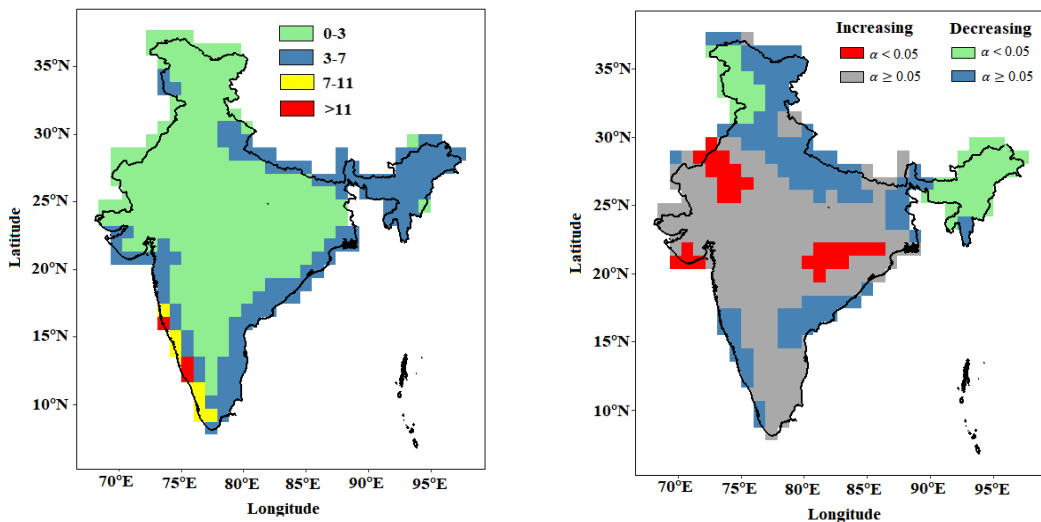 0-3
3-7
7-11
>11
35°N
30°N
25°N
20°N
15°N
10°N
Latitude
70°E 75°E 80°E 85°E 90°E 95°E
Longitude
Increasing Decreasing
α < 0.05 α < 0.05
α ≥ 0.05 α ≥ 0.05
35°N
30°N
25°N
20°N
15°N
10°N
Latitude
70°E 75°E 80°E 85°E 90°E 95°E
Longitude